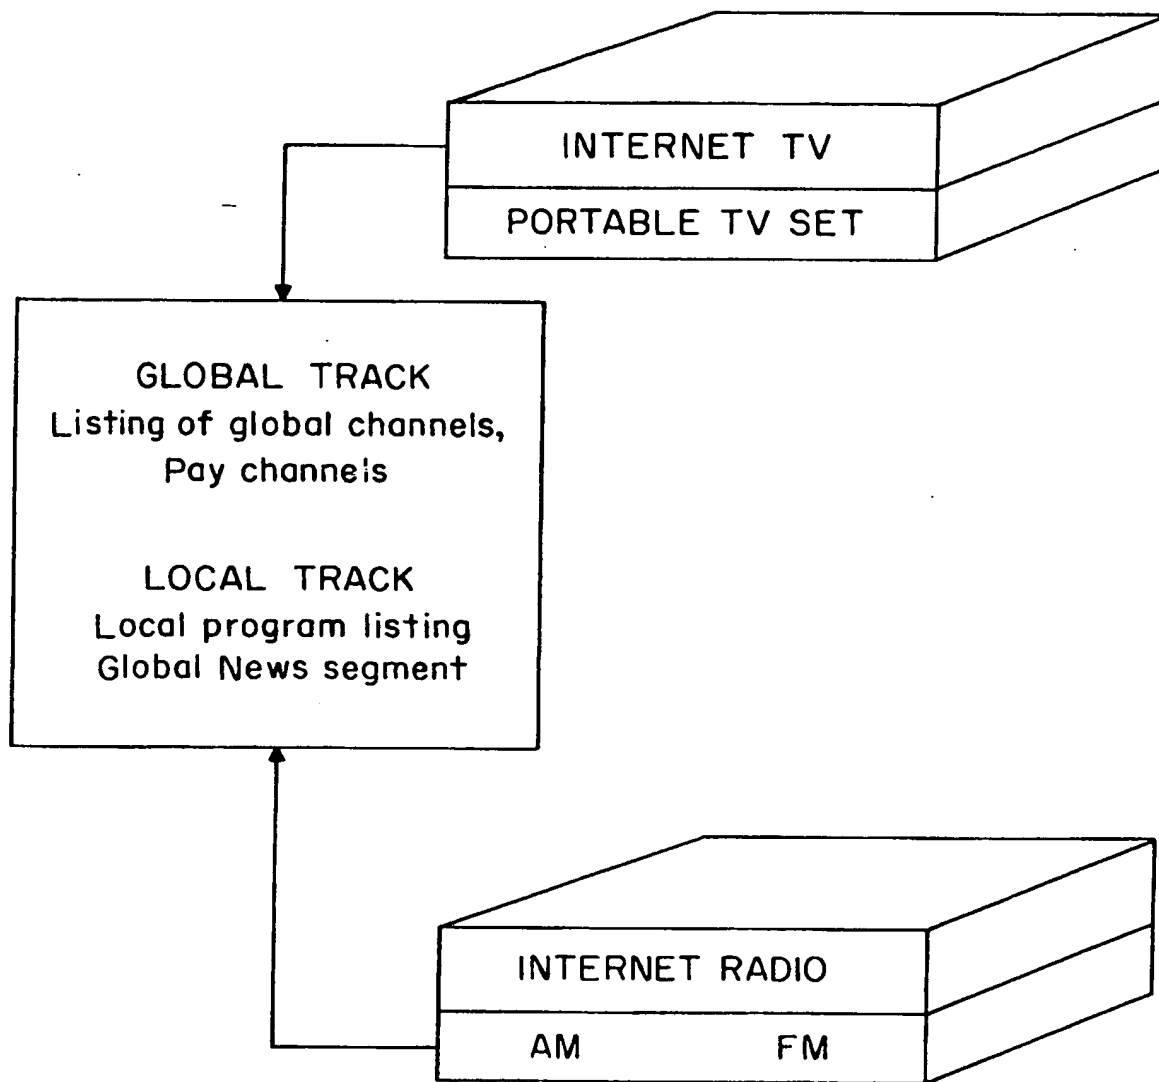 INTERNET TV
PORTABLE TV SET
GLOBAL TRACK
Listing of global channels,
Pay channels
LOCAL TRACK
Local program listing
Global News segment
INTERNET RADIO
AM FM